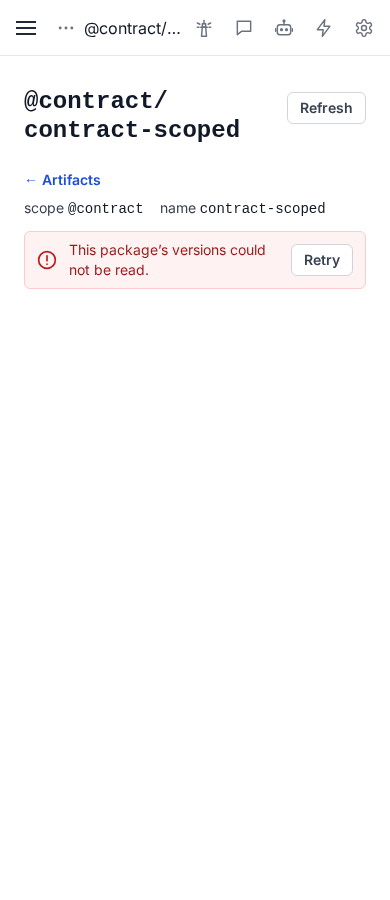 @contract/...
@contract/
contract-scoped
Refresh
← Artifacts
scope @contract name contract-scoped
This package’s versions could
not be read.
Retry